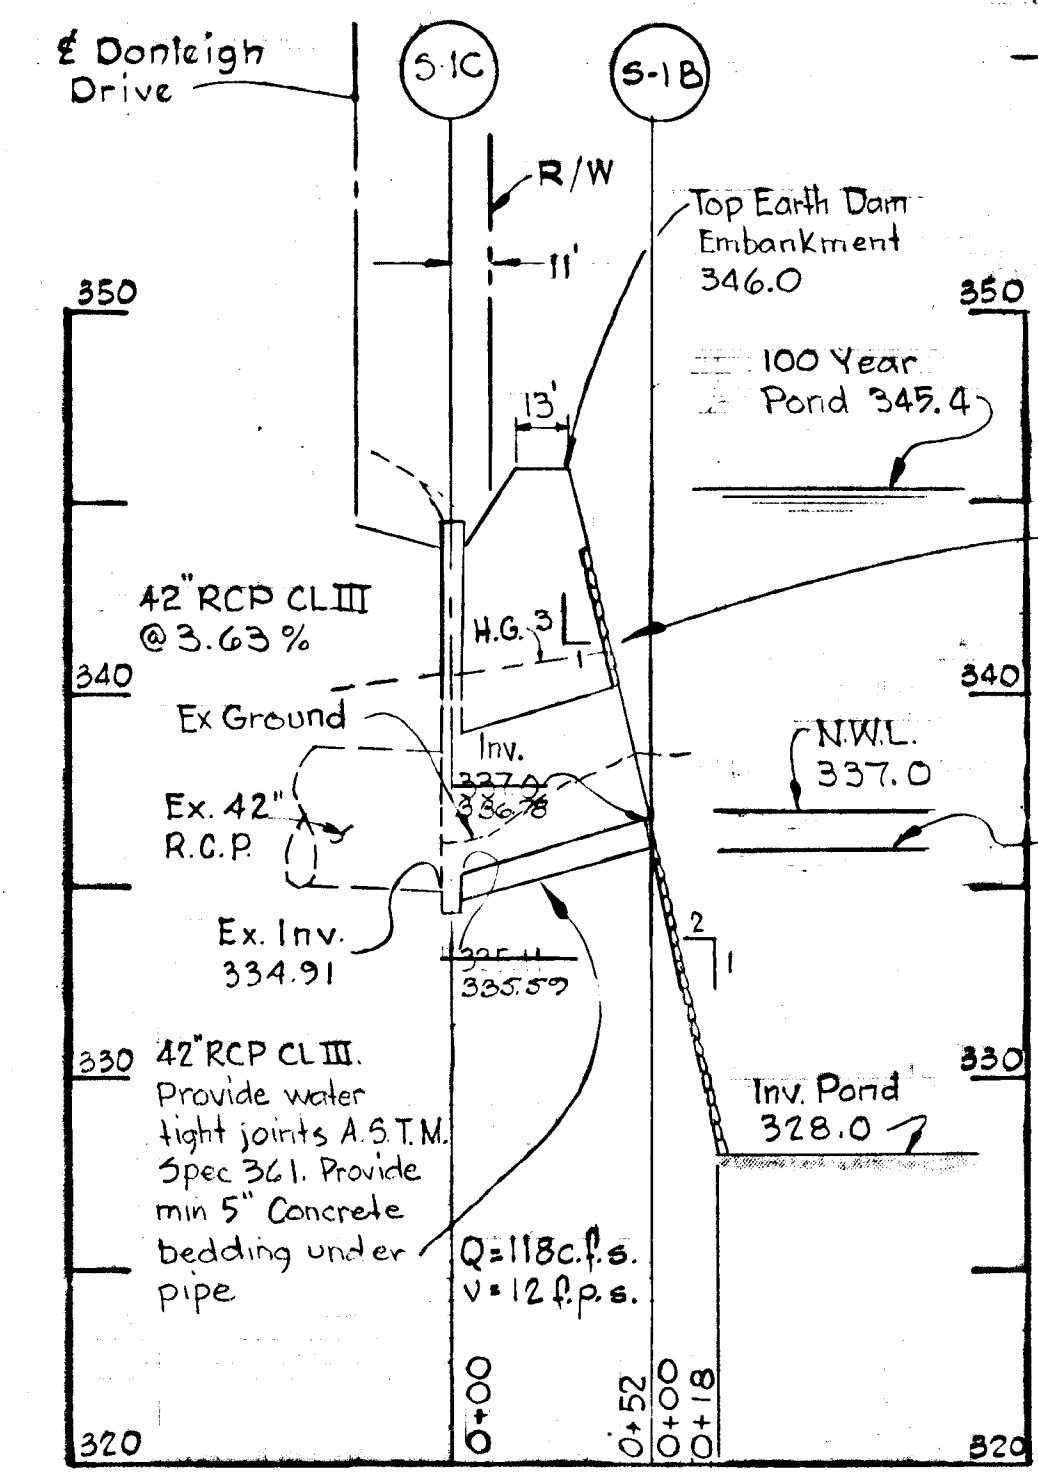 ℄ Donleigh
Drive
S-1C
S-1B
R/W
11'
Top Earth Dam
Embankment
346.0
350
350
100 Year
Pond 345.4
13'
42" RCP CL III
@ 3.63 %
H.G.
3
1
340
340
Ex Ground
Inv.
336.78
N.W.L.
337.0
Ex. 42"
R.C.P.
Ex. Inv.
334.91
335.59
2
1
330
330
42" RCP CL III.
Provide water
tight joints A.S.T.M.
Spec 361. Provide
min 5" Concrete
bedding under
pipe
Inv. Pond
328.0
Q=118c.f.s.
V=12 f.p.s.
0+00
0+52
0+00
0+18
320
320